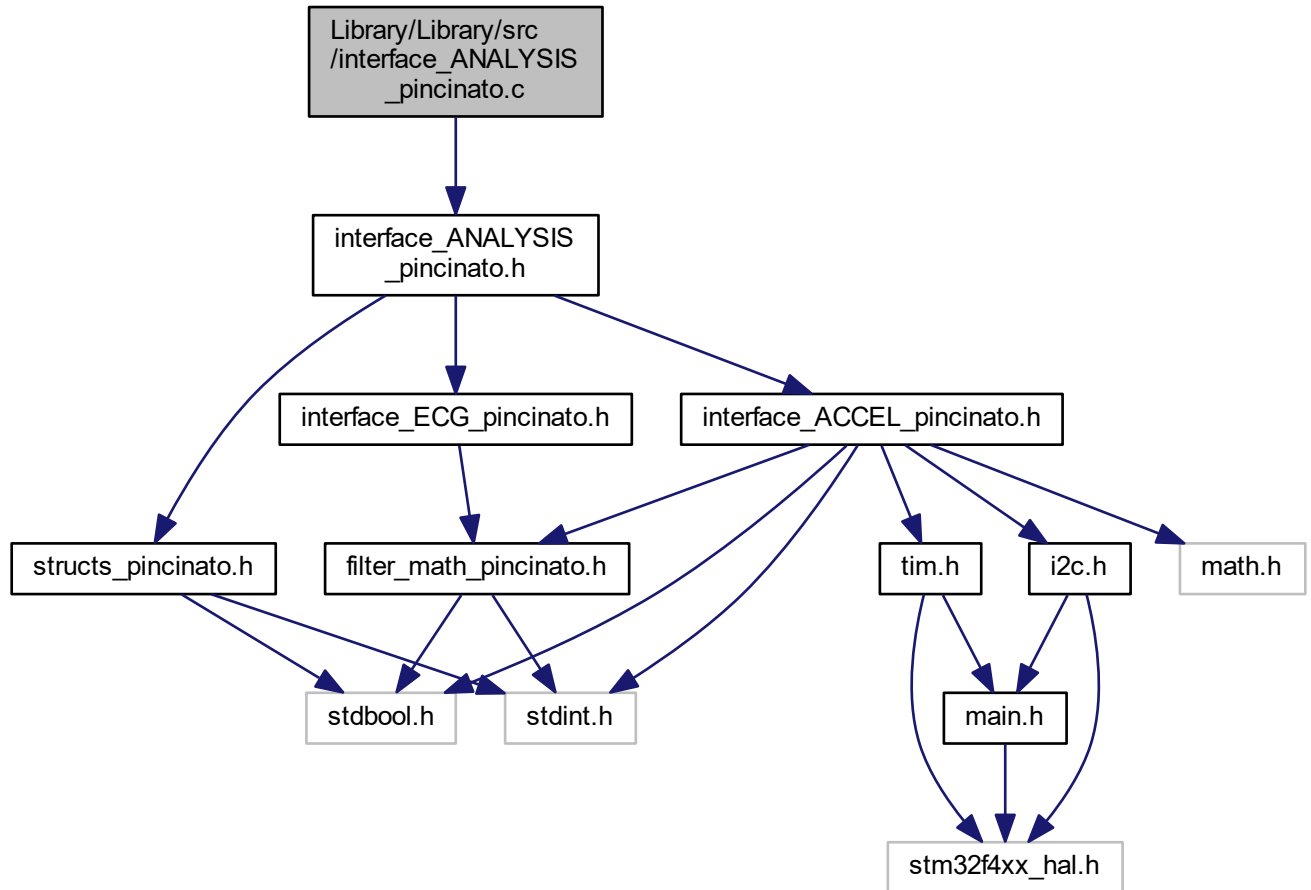 Library/Library/src
/interface_ANALYSIS
_pincinato.c
interface_ANALYSIS
_pincinato.h
interface_ECG_pincinato.h
interface_ACCEL_pincinato.h
structs_pincinato.h
filter_math_pincinato.h
tim.h
i2c.h
math.h
stdbool.h
stdint.h
main.h
stm32f4xx_hal.h